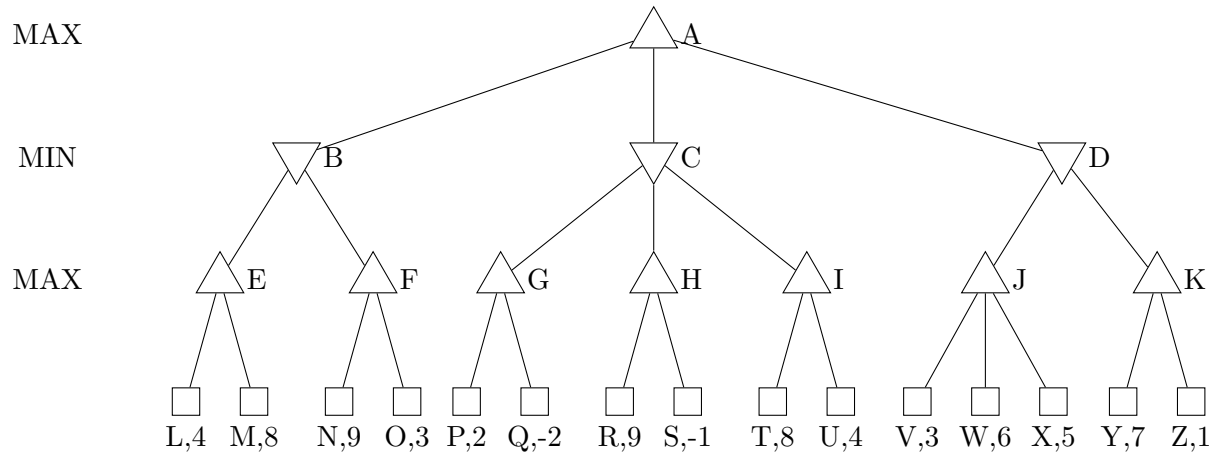 MAX A
MIN B C D
MAX E F G H I J K
L,4 M,8 N,9 O,3 P,2 Q,-2 R,9 S,-1 T,8 U,4 V,3 W,6 X,5 Y,7 Z,1